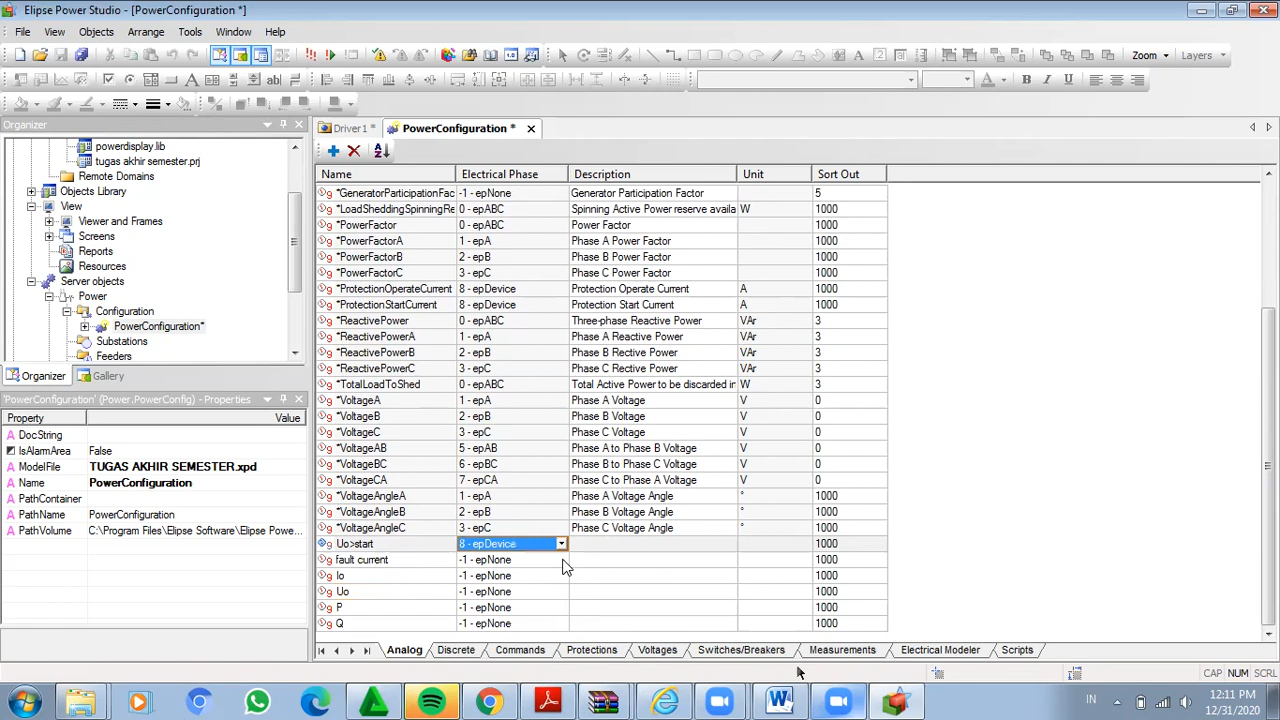 Elipse Power Studio - [PowerConfiguration *]
File View Objects Arrange Tools Window Help
Zoom Layers
Organizer
powerdisplay.lib
tugas akhir semester.prj
Remote Domains
Objects Library
View
Viewer and Frames
Screens
Reports
Resources
Server objects
Power
Configuration
PowerConfiguration*
Substations
Feeders
Organizer Gallery
'PowerConfiguration' (Power.PowerConfig) - Properties
Property Value
DocString
IsAlarmArea False
ModelFile TUGAS AKHIR SEMESTER.xpd
Name PowerConfiguration
PathContainer
PathName PowerConfiguration
PathVolume C:\Program Files\Elipse Software\Elipse Powe...
Driver1 * PowerConfiguration *
Name Electrical Phase Description Unit Sort Out
*GeneratorParticipationFac -1 - epNone Generator Participation Factor 5
*LoadSheddingSpinningRe 0 - epABC Spinning Active Power reserve availa W 1000
*PowerFactor 0 - epABC Power Factor 1000
*PowerFactorA 1 - epA Phase A Power Factor 1000
*PowerFactorB 2 - epB Phase B Power Factor 1000
*PowerFactorC 3 - epC Phase C Power Factor 1000
*ProtectionOperateCurrent 8 - epDevice Protection Operate Current A 1000
*ProtectionStartCurrent 8 - epDevice Protection Start Current A 1000
*ReactivePower 0 - epABC Three-phase Reactive Power VAr 3
*ReactivePowerA 1 - epA Phase A Reactive Power VAr 3
*ReactivePowerB 2 - epB Phase B Rective Power VAr 3
*ReactivePowerC 3 - epC Phase C Rective Power VAr 3
*TotalLoadToShed 0 - epABC Total Active Power to be discarded in W 3
*VoltageA 1 - epA Phase A Voltage V 0
*VoltageB 2 - epB Phase B Voltage V 0
*VoltageC 3 - epC Phase C Voltage V 0
*VoltageAB 5 - epAB Phase A to Phase B Voltage V 0
*VoltageBC 6 - epBC Phase B to Phase C Voltage V 0
*VoltageCA 7 - epCA Phase C to Phase A Voltage V 0
*VoltageAngleA 1 - epA Phase A Voltage Angle ° 1000
*VoltageAngleB 2 - epB Phase B Voltage Angle ° 1000
*VoltageAngleC 3 - epC Phase C Voltage Angle ° 1000
Uo>start 8 - epDevice 1000
fault current -1 - epNone 1000
Io -1 - epNone 1000
Uo -1 - epNone 1000
P -1 - epNone 1000
Q -1 - epNone 1000
Analog Discrete Commands Protections Voltages Switches/Breakers Measurements Electrical Modeler Scripts
CAP NUM SCRL
IN 12:11 PM
12/31/2020